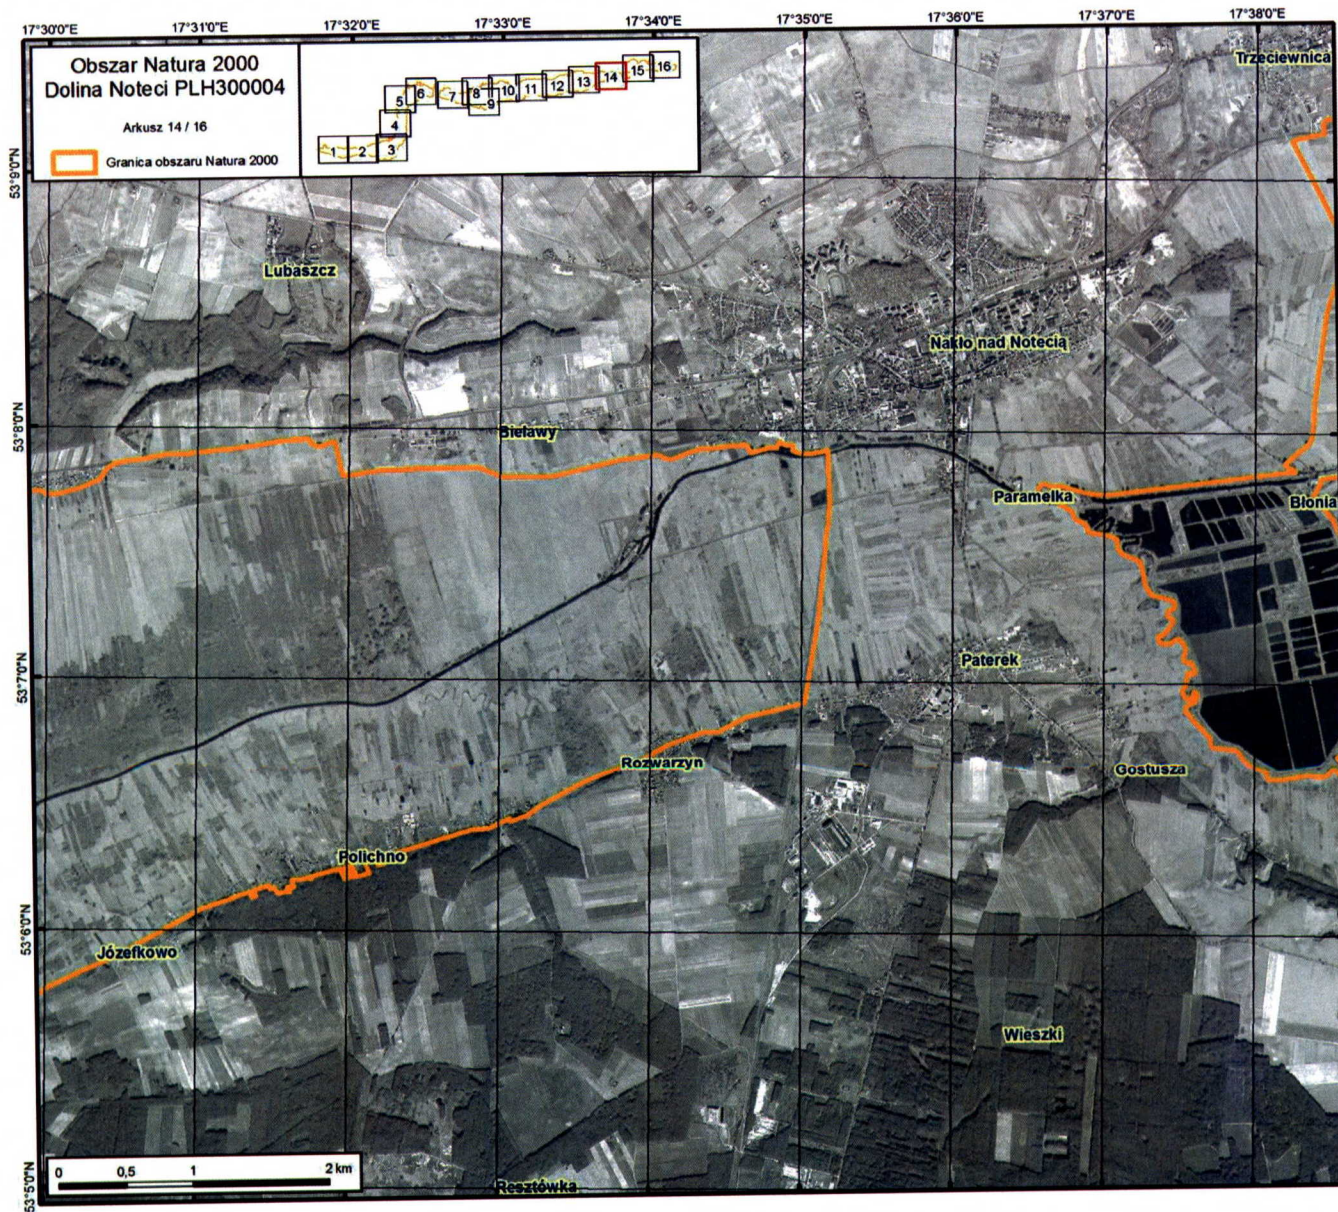 17°30'0"E 17°31'0"E 17°32'0"E 17°33'0"E 17°34'0"E 17°35'0"E 17°36'0"E 17°37'0"E 17°38'0"E
Obszar Natura 2000
Dolina Noteci PLH300004
Arkusz 14 / 16
Granica obszaru Natura 2000
1 2 3 4 5 6 7 8 9 10 11 12 13 14 15 16
Trzeciewnica
53°9'0"N
Lubaszcz
Nakło nad Notecią
53°8'0"N
Bielawy
Paramelka
Błonia
Paterek
53°7'0"N
Rozwarzyn
Gostusza
Polichno
53°6'0"N
Józefkowo
Wieszki
0 0,5 1 2 km
53°5'0"N
Resztówka